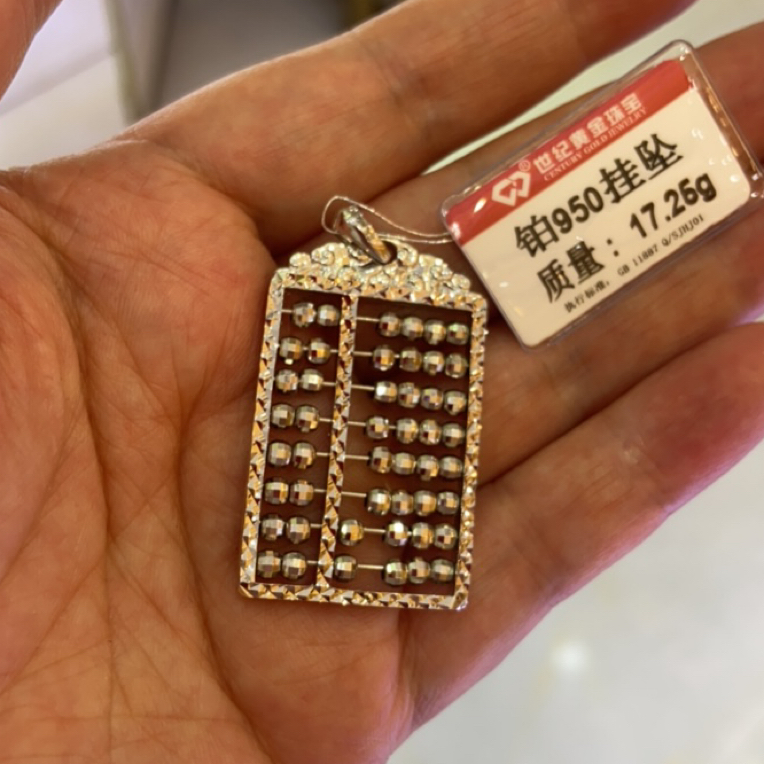 世纪黄金珠宝
CENTURY GOLD JEWELRY
铂950挂坠
质量：17.26g
执行标准：GB 11887 Q/SJHJ01